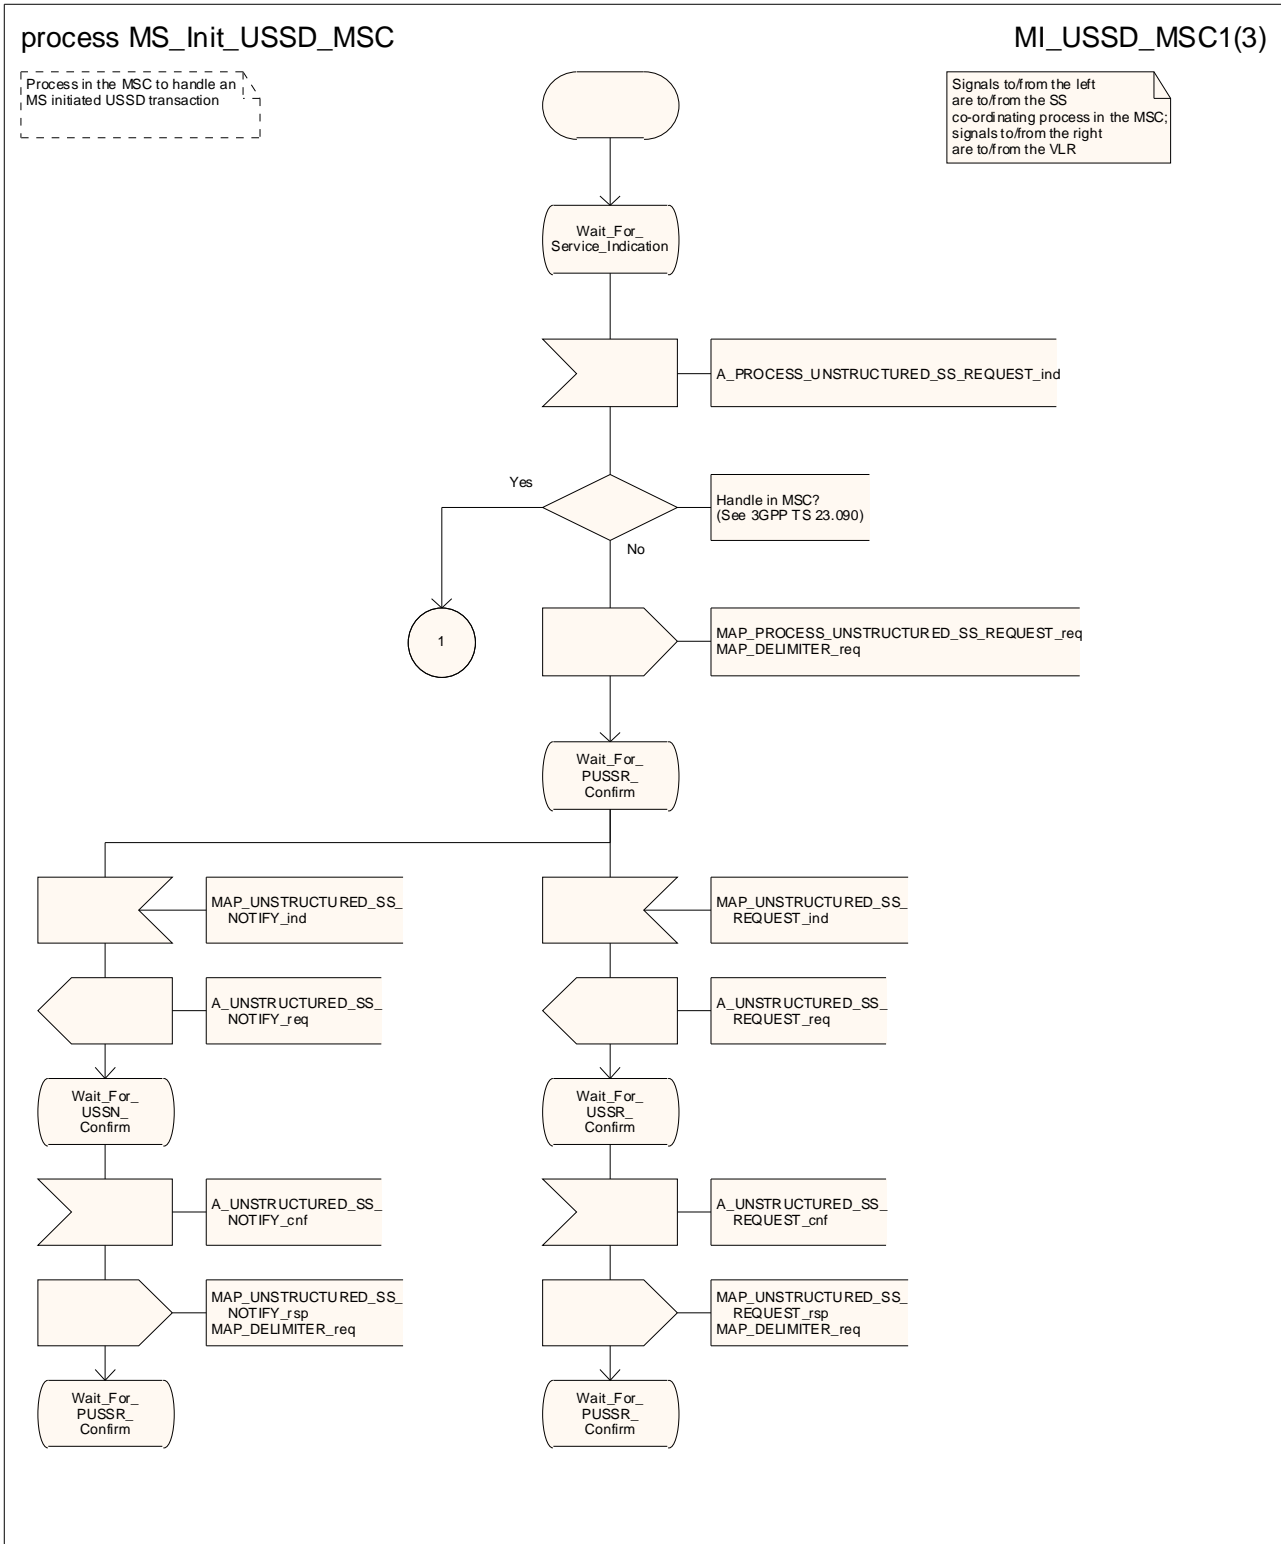 process MS_Init_USSD_MSC
MI_USSD_MSC1(3)
Process in the MSC to handle an
MS initiated USSD transaction
Signals to/from the left
are to/from the SS
co-ordinating process in the MSC;
signals to/from the right
are to/from the VLR
Wait_For_
Service_Indication
A_PROCESS_UNSTRUCTURED_SS_REQUEST_ind
Yes
Handle in MSC?
(See 3GPP TS 23.090)
No
1
MAP_PROCESS_UNSTRUCTURED_SS_REQUEST_req
MAP_DELIMITER_req
Wait_For_
PUSSR_
Confirm
MAP_UNSTRUCTURED_SS_
NOTIFY_ind
MAP_UNSTRUCTURED_SS_
REQUEST_ind
A_UNSTRUCTURED_SS_
NOTIFY_req
A_UNSTRUCTURED_SS_
REQUEST_req
Wait_For_
USSN_
Confirm
Wait_For_
USSR_
Confirm
A_UNSTRUCTURED_SS_
NOTIFY_cnf
A_UNSTRUCTURED_SS_
REQUEST_cnf
MAP_UNSTRUCTURED_SS_
NOTIFY_rsp
MAP_DELIMITER_req
MAP_UNSTRUCTURED_SS_
REQUEST_rsp
MAP_DELIMITER_req
Wait_For_
PUSSR_
Confirm
Wait_For_
PUSSR_
Confirm